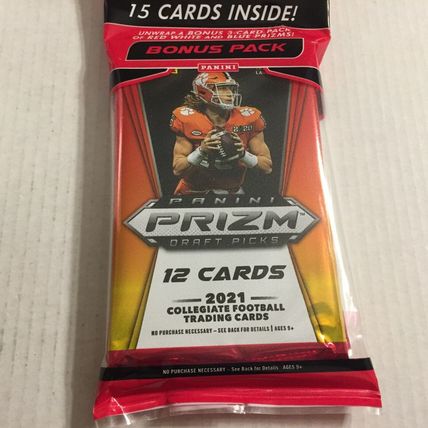 15 CARDS INSIDE!
UNWRAP A BONUS 3-CARD PACK
OF RED WHITE AND BLUE PRIZMS!
BONUS PACK
PANINI
PANINI
PRIZM
DRAFT PICKS
12 CARDS
2021
COLLEGIATE FOOTBALL
TRADING CARDS
NO PURCHASE NECESSARY – SEE BACK FOR DETAILS | AGES 9+
NO PURCHASE NECESSARY – See Back for Details | AGES 9+